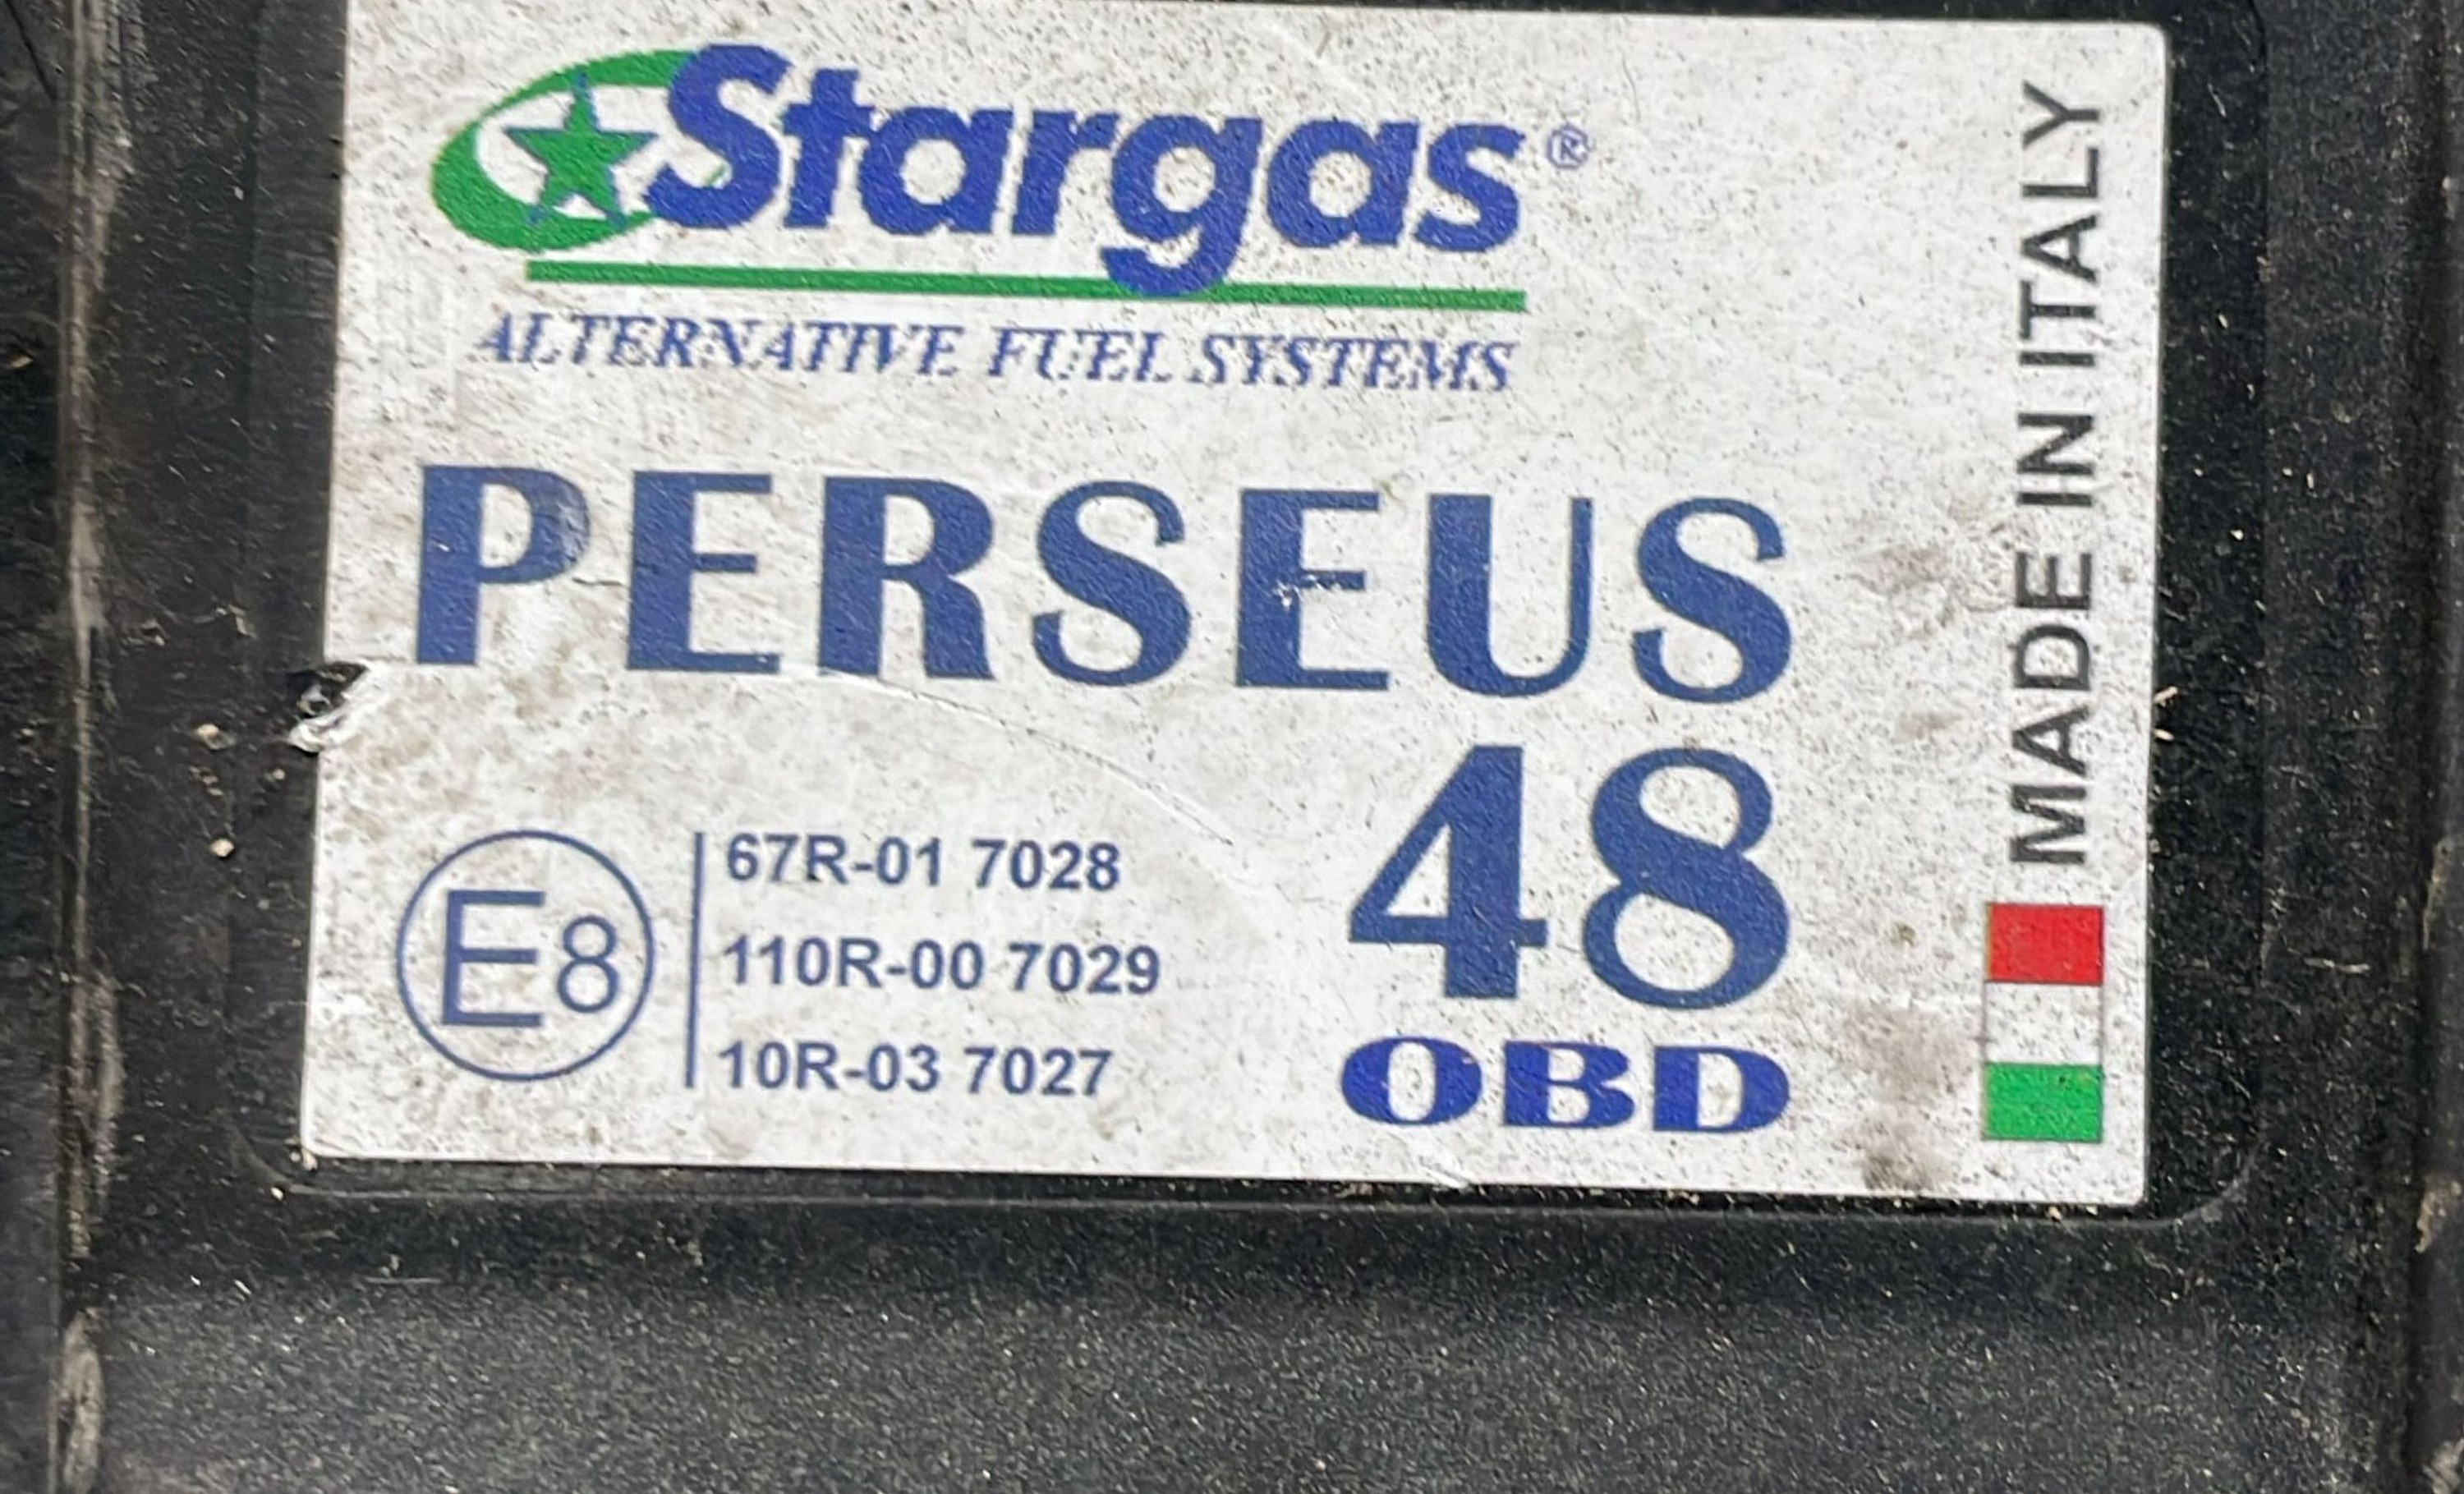 Stargas®
ALTERNATIVE FUEL SYSTEMS
PERSEUS
48
OBD
E8
67R-01 7028
110R-00 7029
10R-03 7027
MADE IN ITALY